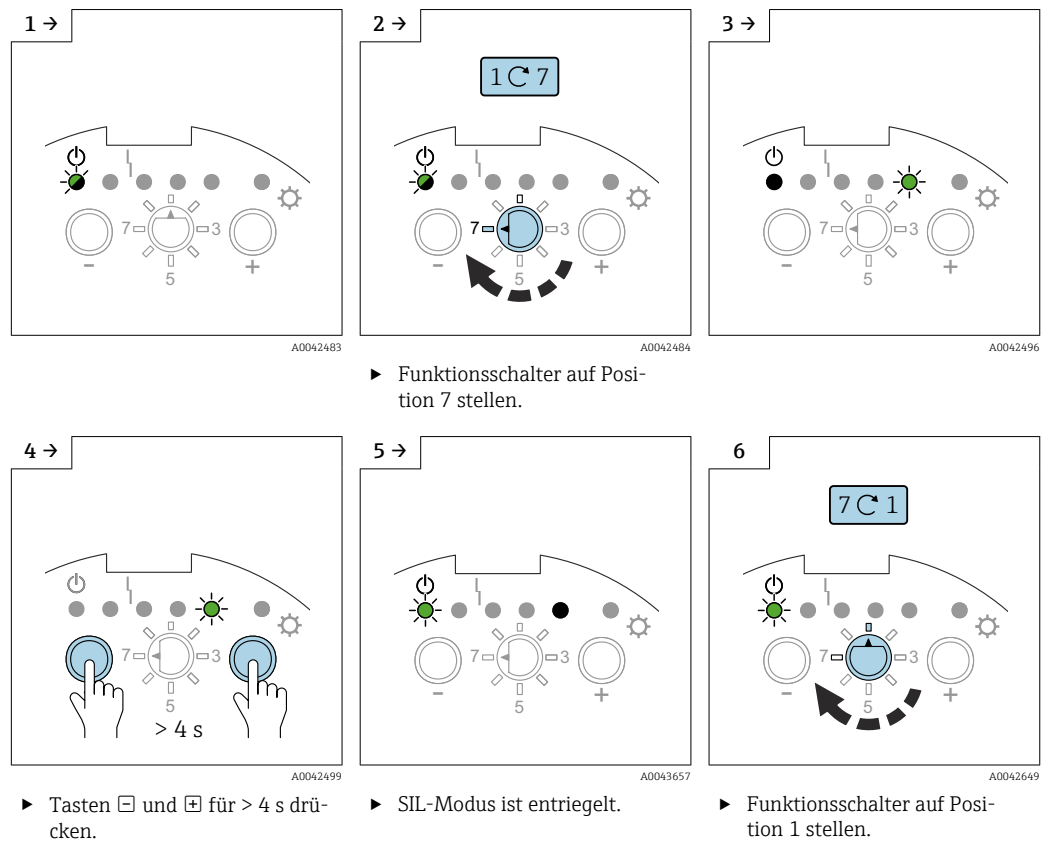 1 →
7
3
5
−
+
A0042483
2 →
1 ↻ 7
7
3
5
−
+
A0042484
▶ Funktionsschalter auf Posi-
tion 7 stellen.
3 →
7
3
5
−
+
A0042496
4 →
7
3
5
> 4 s
A0042499
▶ Tasten ⊟ und ⊞ für > 4 s drü-
cken.
5 →
7
3
5
−
+
A0043657
▶ SIL-Modus ist entriegelt.
6
7 ↻ 1
7
3
5
−
+
A0042649
▶ Funktionsschalter auf Posi-
tion 1 stellen.